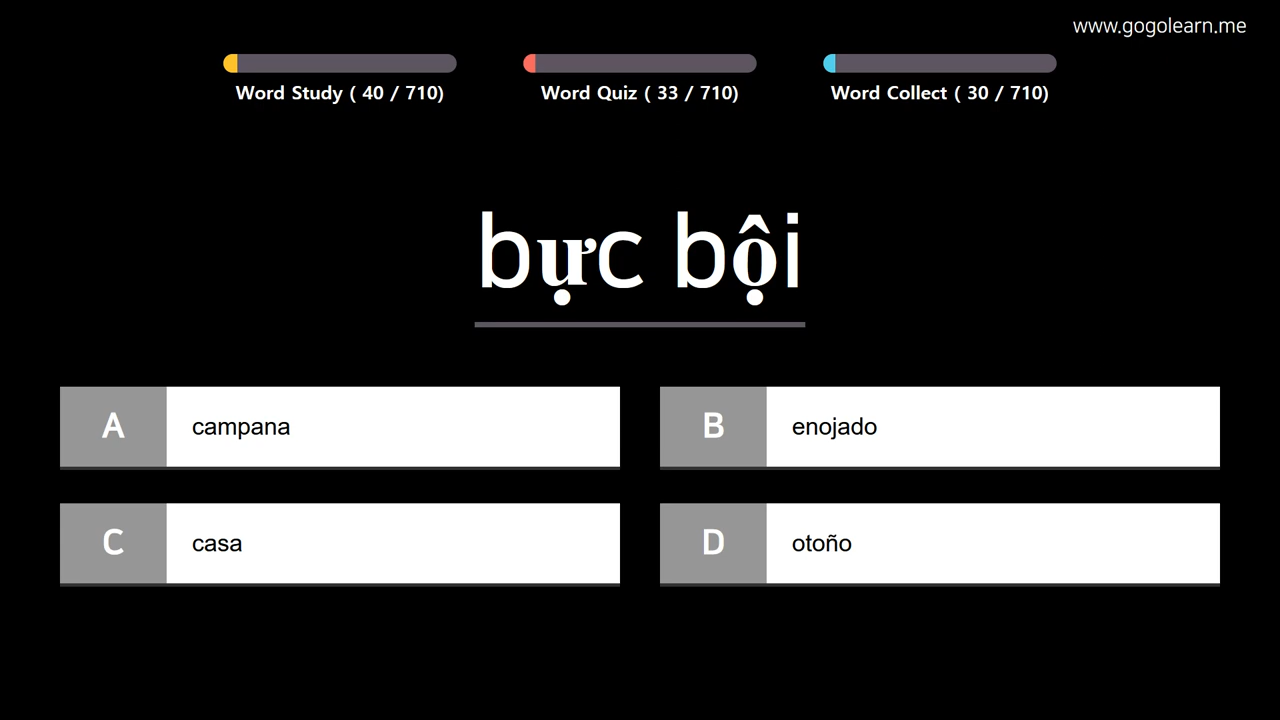 www.gogolearn.me
Word Study ( 40 / 710)
Word Quiz ( 33 / 710)
Word Collect ( 30 / 710)
bực bội
A campana
B enojado
C casa
D otoño